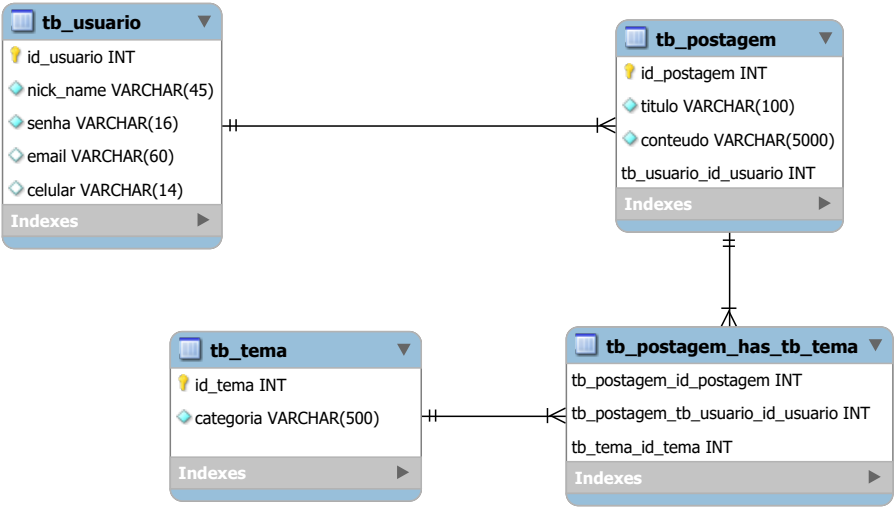 tb_usuario
id_usuario INT
nick_name VARCHAR(45)
senha VARCHAR(16)
email VARCHAR(60)
celular VARCHAR(14)
Indexes
tb_postagem
id_postagem INT
titulo VARCHAR(100)
conteudo VARCHAR(5000)
tb_usuario_id_usuario INT
Indexes
tb_tema
id_tema INT
categoria VARCHAR(500)
Indexes
tb_postagem_has_tb_tema
tb_postagem_id_postagem INT
tb_postagem_tb_usuario_id_usuario INT
tb_tema_id_tema INT
Indexes